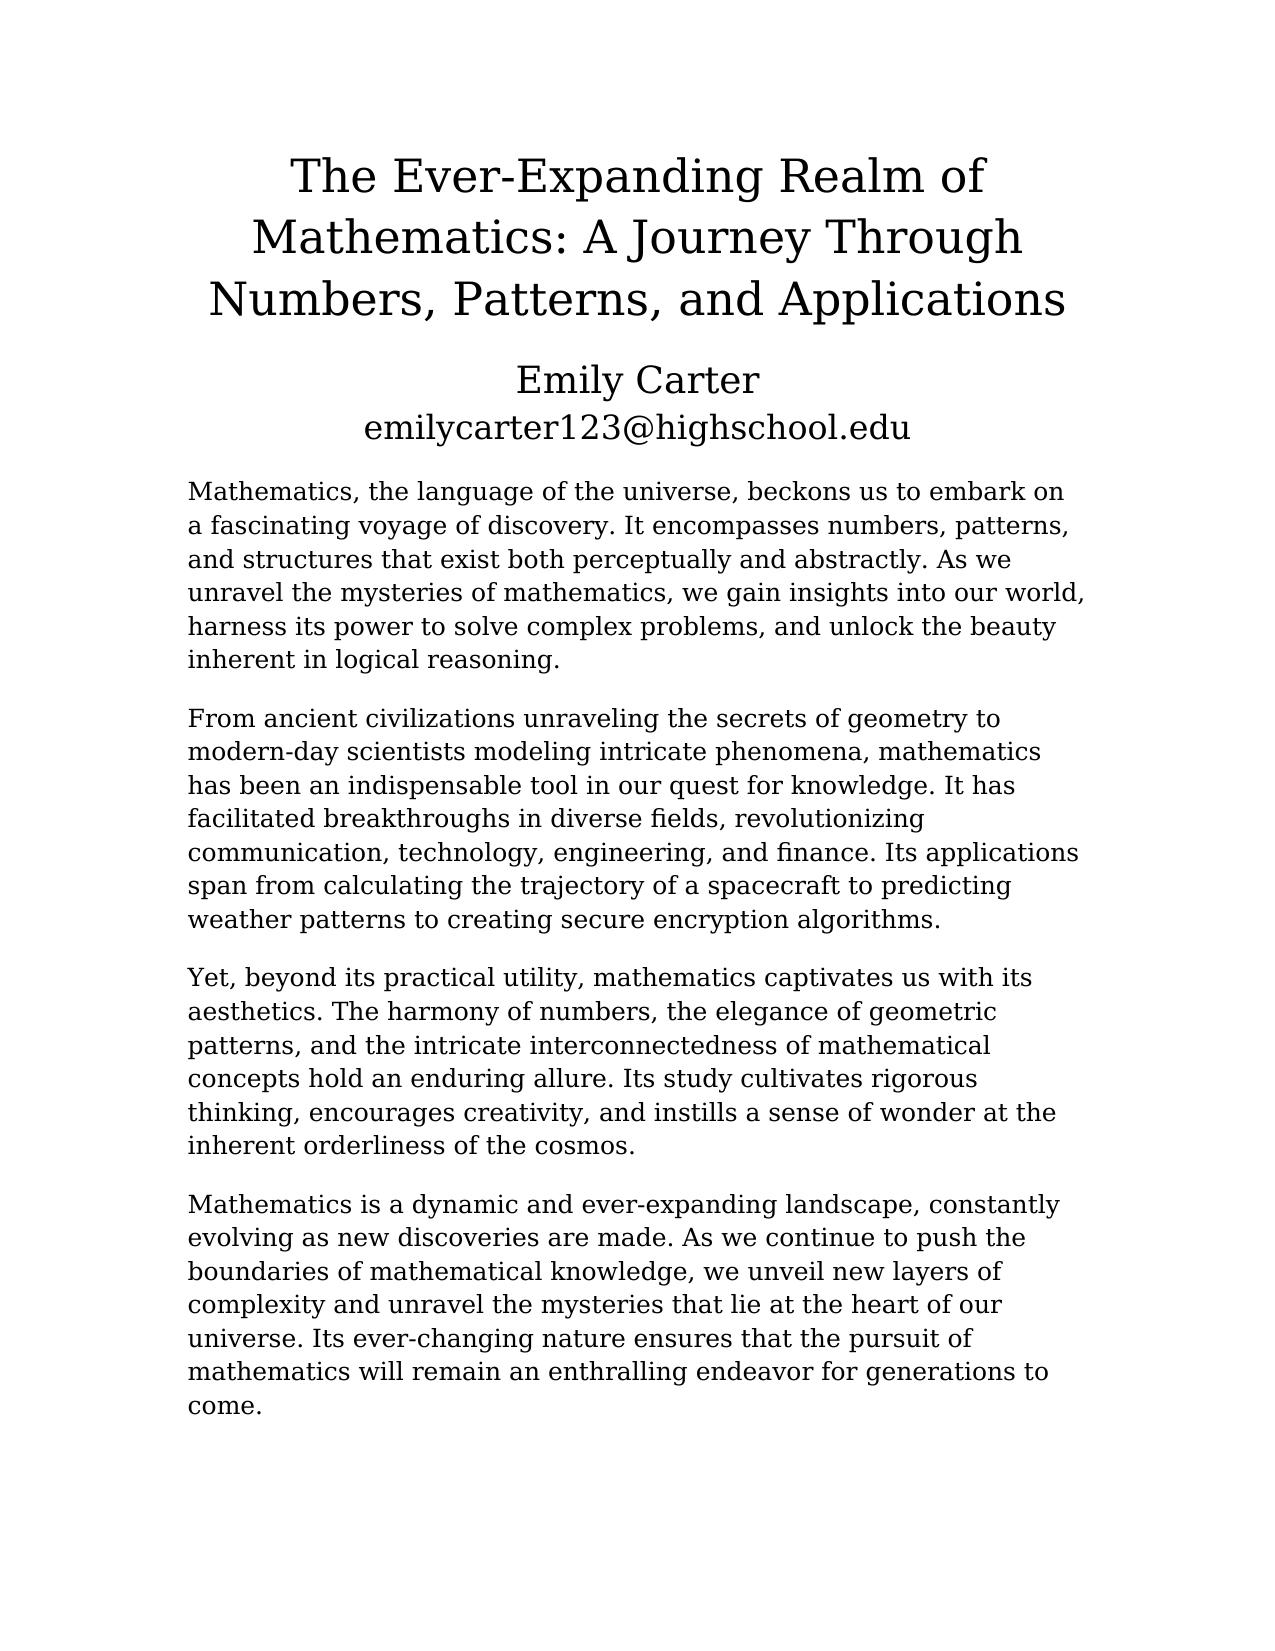 The Ever-Expanding Realm of
Mathematics: A Journey Through
Numbers, Patterns, and Applications
Emily Carter
emilycarter123@highschool.edu
Mathematics, the language of the universe, beckons us to embark on
a fascinating voyage of discovery. It encompasses numbers, patterns,
and structures that exist both perceptually and abstractly. As we
unravel the mysteries of mathematics, we gain insights into our world,
harness its power to solve complex problems, and unlock the beauty
inherent in logical reasoning.
From ancient civilizations unraveling the secrets of geometry to
modern-day scientists modeling intricate phenomena, mathematics
has been an indispensable tool in our quest for knowledge. It has
facilitated breakthroughs in diverse fields, revolutionizing
communication, technology, engineering, and finance. Its applications
span from calculating the trajectory of a spacecraft to predicting
weather patterns to creating secure encryption algorithms.
Yet, beyond its practical utility, mathematics captivates us with its
aesthetics. The harmony of numbers, the elegance of geometric
patterns, and the intricate interconnectedness of mathematical
concepts hold an enduring allure. Its study cultivates rigorous
thinking, encourages creativity, and instills a sense of wonder at the
inherent orderliness of the cosmos.
Mathematics is a dynamic and ever-expanding landscape, constantly
evolving as new discoveries are made. As we continue to push the
boundaries of mathematical knowledge, we unveil new layers of
complexity and unravel the mysteries that lie at the heart of our
universe. Its ever-changing nature ensures that the pursuit of
mathematics will remain an enthralling endeavor for generations to
come.